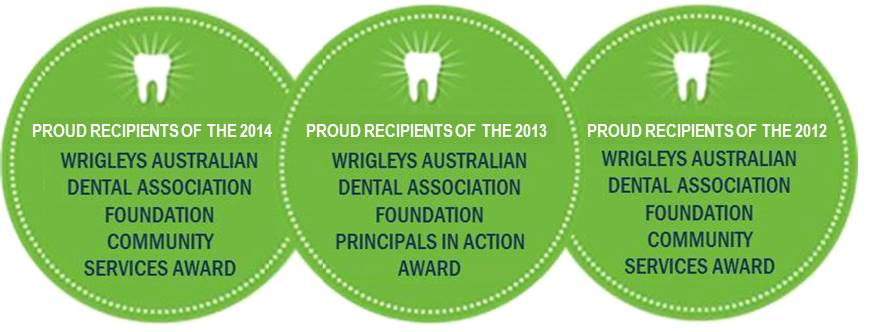 PROUD RECIPIENTS OF THE 2014
WRIGLEYS AUSTRALIAN
DENTAL ASSOCIATION
FOUNDATION
COMMUNITY
SERVICES AWARD
PROUD RECIPIENTS OF THE 2013
WRIGLEYS AUSTRALIAN
DENTAL ASSOCIATION
FOUNDATION
PRINCIPALS IN ACTION
AWARD
PROUD RECIPIENTS OF THE 2012
WRIGLEYS AUSTRALIAN
DENTAL ASSOCIATION
FOUNDATION
COMMUNITY
SERVICES AWARD